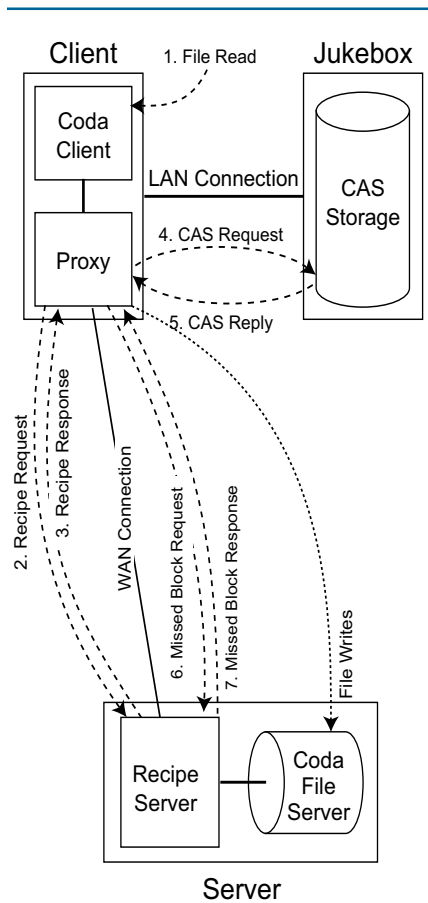 Client
1. File Read
Jukebox
Coda
Client
LAN Connection
CAS
Storage
Proxy
4. CAS Request
5. CAS Reply
2. Recipe Request
3. Recipe Response
WAN Connection
6. Missed Block Request
7. Missed Block Response
File Writes
Recipe
Server
Coda
File
Server
Server